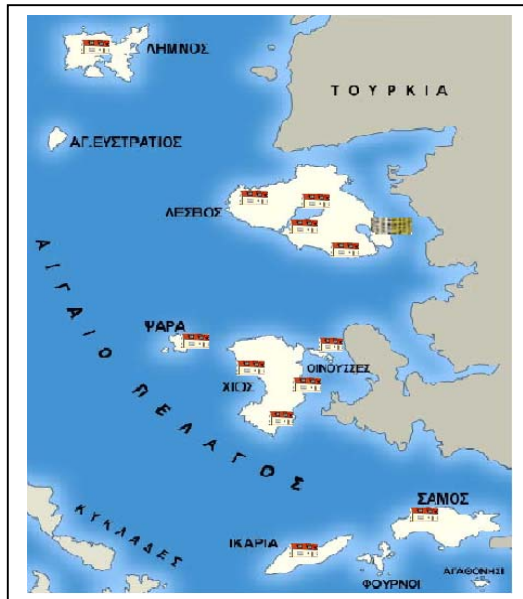 ΛΗΜΝΟΣ
ΤΟΥΡΚΙΑ
ΑΓ.ΕΥΣΤΡΑΤΙΟΣ
ΛΕΣΒΟΣ
ΑΙΓΑΙΟ ΠΕΛΑΓΟΣ
ΨΑΡΑ
ΟΙΝΟΥΣΣΕΣ
ΧΙΟΣ
ΣΑΜΟΣ
ΚΥΚΛΑΔΕΣ
ΙΚΑΡΙΑ
ΑΓΑΘΟΝΗΣΙ
ΦΟΥΡΝΟΙ